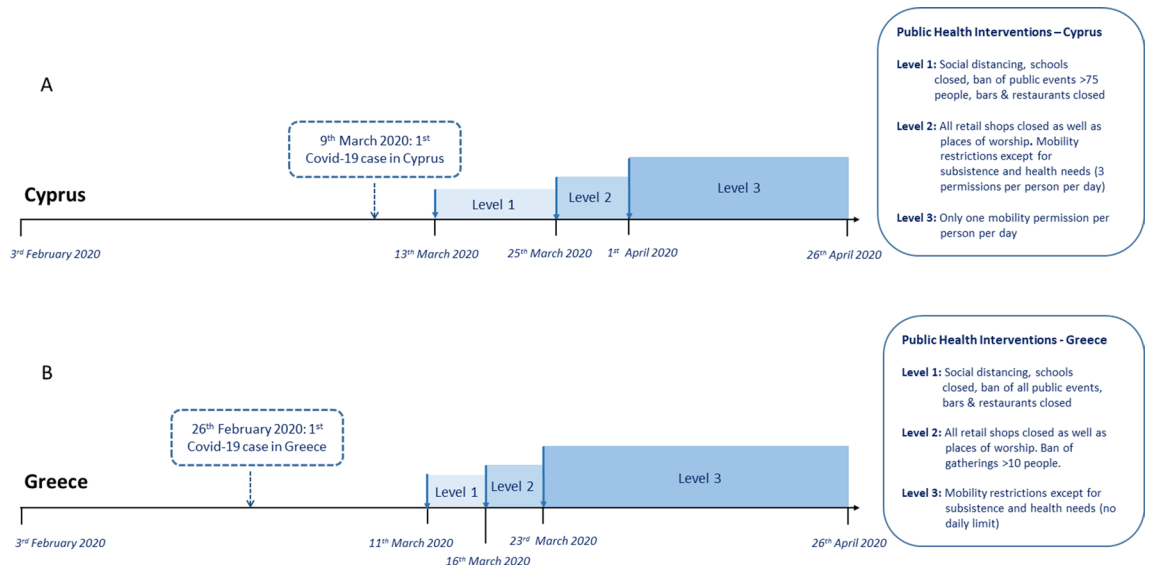 A
9th March 2020: 1st
Covid-19 case in Cyprus
Cyprus
Level 1
Level 2
Level 3
3rd February 2020
13th March 2020
25th March 2020
1st April 2020
26th April 2020
Public Health Interventions – Cyprus
Level 1: Social distancing, schools
closed, ban of public events >75
people, bars & restaurants closed
Level 2: All retail shops closed as well as
places of worship. Mobility
restrictions except for
subsistence and health needs (3
permissions per person per day)
Level 3: Only one mobility permission per
person per day
B
26th February 2020: 1st
Covid-19 case in Greece
Greece
Level 1
Level 2
Level 3
3rd February 2020
11th March 2020
16th March 2020
23rd March 2020
26th April 2020
Public Health Interventions - Greece
Level 1: Social distancing, schools
closed, ban of all public events,
bars & restaurants closed
Level 2: All retail shops closed as well as
places of worship. Ban of
gatherings >10 people.
Level 3: Mobility restrictions except for
subsistence and health needs (no
daily limit)